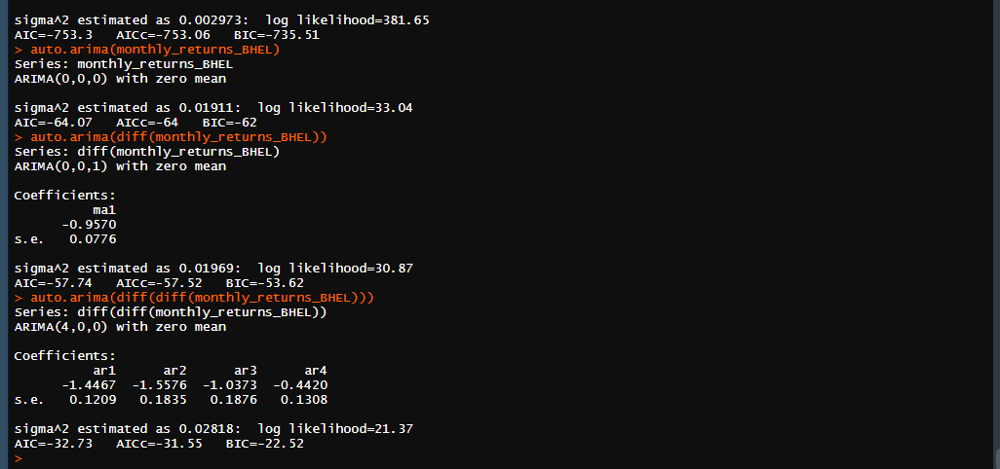 sigma^2 estimated as 0.002973:  log likelihood=381.65
AIC=-753.3   AICc=-753.06   BIC=-735.51
> auto.arima(monthly_returns_BHEL)
Series: monthly_returns_BHEL
ARIMA(0,0,0) with zero mean
sigma^2 estimated as 0.01911:  log likelihood=33.04
AIC=-64.07   AICc=-64   BIC=-62
> auto.arima(diff(monthly_returns_BHEL))
Series: diff(monthly_returns_BHEL)
ARIMA(0,0,1) with zero mean
Coefficients:
ma1
-0.9570
s.e.   0.0776
sigma^2 estimated as 0.01969:  log likelihood=30.87
AIC=-57.74   AICc=-57.52   BIC=-53.62
> auto.arima(diff(diff(monthly_returns_BHEL)))
Series: diff(diff(monthly_returns_BHEL))
ARIMA(4,0,0) with zero mean
Coefficients:
ar1      ar2      ar3      ar4
-1.4467  -1.5576  -1.0373  -0.4420
s.e.   0.1209   0.1835   0.1876   0.1308
sigma^2 estimated as 0.02818:  log likelihood=21.37
AIC=-32.73   AICc=-31.55   BIC=-22.52
>